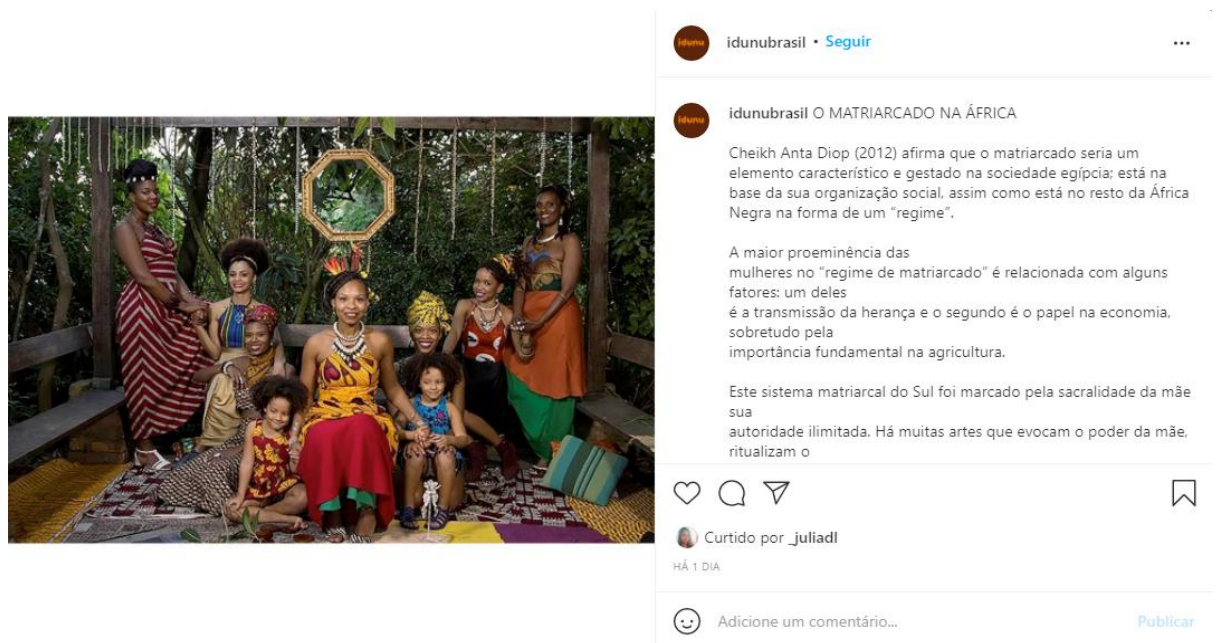 idunu
idunubrasil • Seguir
...
idunu
idunubrasil O MATRIARCADO NA ÁFRICA
Cheikh Anta Diop (2012) afirma que o matriarcado seria um
elemento característico e gestado na sociedade egípcia; está na
base da sua organização social, assim como está no resto da África
Negra na forma de um “regime”.
A maior proeminência das
mulheres no “regime de matriarcado” é relacionada com alguns
fatores: um deles
é a transmissão da herança e o segundo é o papel na economia,
sobretudo pela
importância fundamental na agricultura.
Este sistema matriarcal do Sul foi marcado pela sacralidade da mãe
sua
autoridade ilimitada. Há muitas artes que evocam o poder da mãe,
ritualizam o
Curtido por _juliadl
HÁ 1 DIA
Adicione um comentário... Publicar